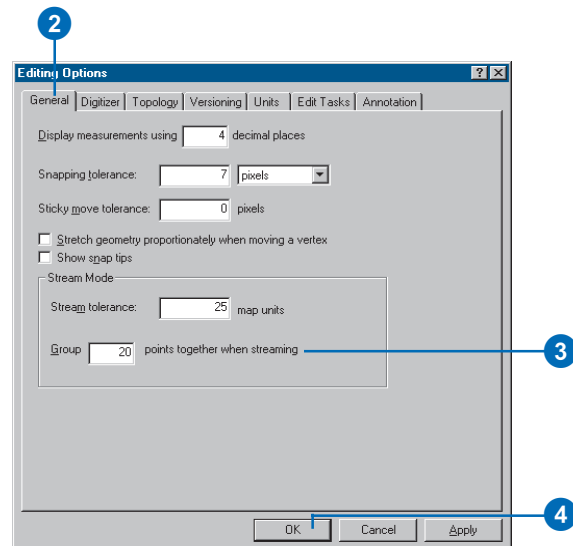 2
Editing Options
General Digitizer Topology Versioning Units Edit Tasks Annotation
Display measurements using 4 decimal places
Snapping tolerance: 7 pixels
Sticky move tolerance: 0 pixels
Stretch geometry proportionately when moving a vertex
Show snap tips
Stream Mode
Stream tolerance: 25 map units
Group 20 points together when streaming
3
OK Cancel Apply
4